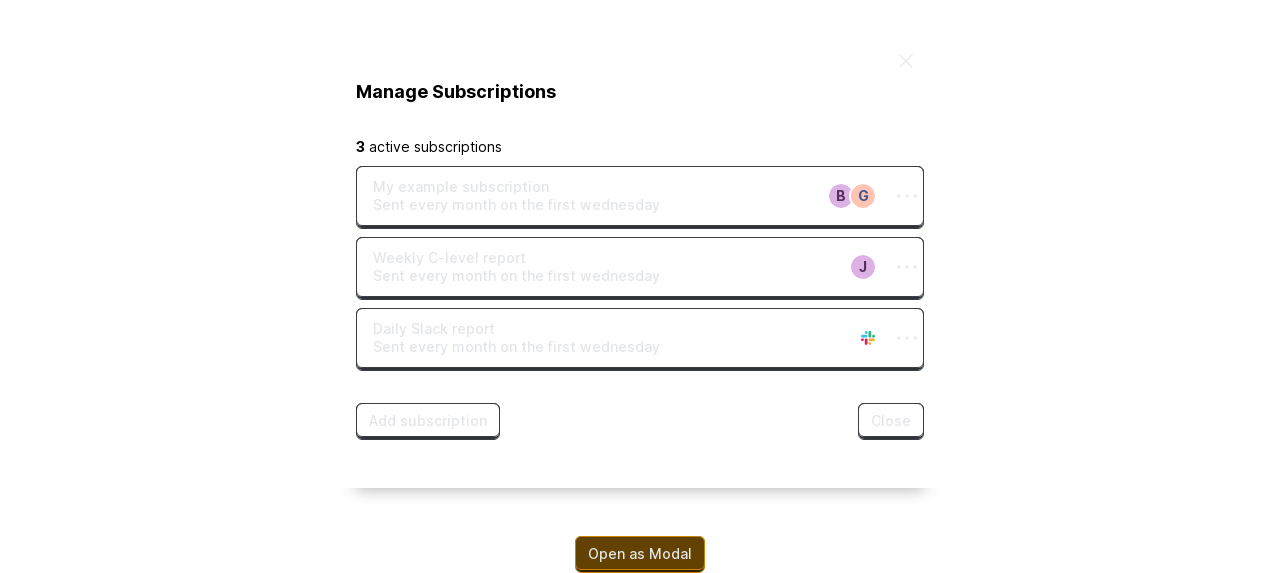 Manage Subscriptions
3 active subscriptions
My example subscription
Sent every month on the first wednesday
B G
Weekly C-level report
Sent every month on the first wednesday
J
Daily Slack report
Sent every month on the first wednesday
Add subscription
Close
Open as Modal